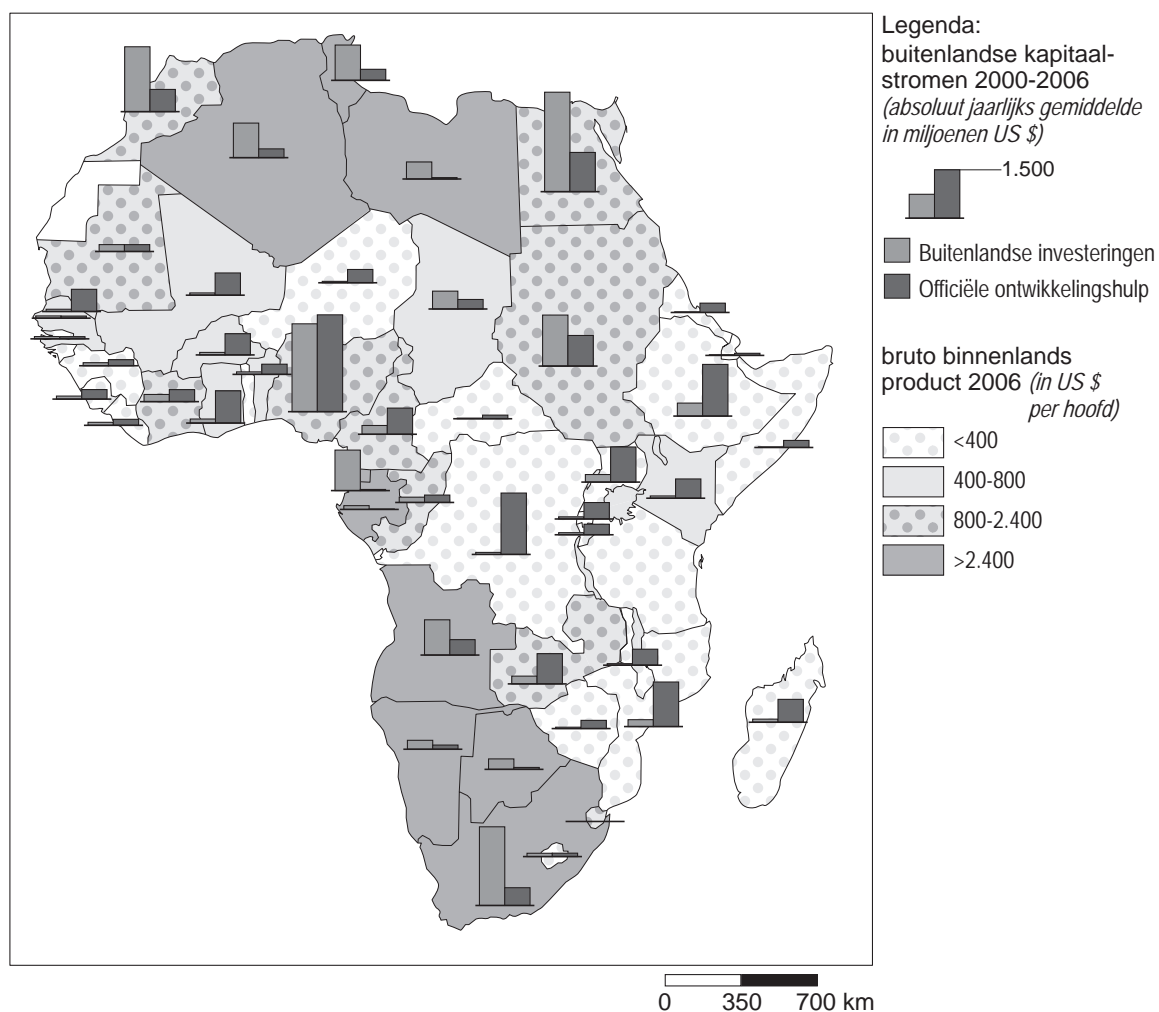 Legenda:
buitenlandse kapitaal-
stromen 2000-2006
(absoluut jaarlijks gemiddelde
in miljoenen US $)
1.500
Buitenlandse investeringen
Officiële ontwikkelingshulp
bruto binnenlands
product 2006 (in US $
per hoofd)
<400
400-800
800-2.400
>2.400
0 350 700 km